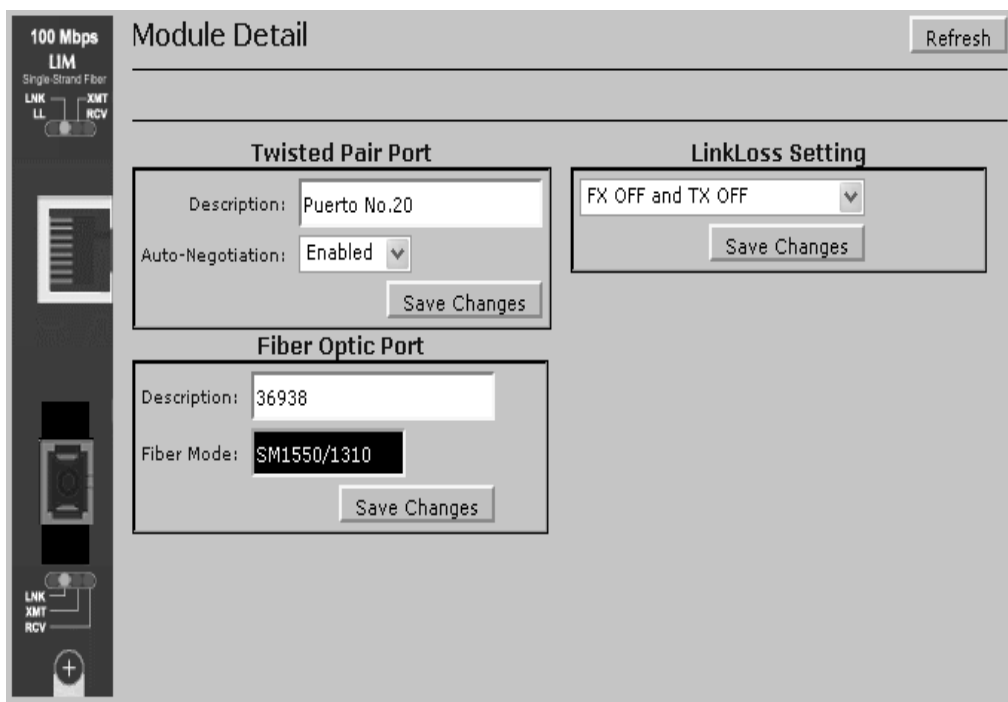 100 Mbps
LIM
Single-Strand Fiber
LNK XMT
LL RCV
Module Detail
Refresh
Twisted Pair Port
Description: Puerto No.20
Auto-Negotiation: Enabled
Save Changes
LinkLoss Setting
FX OFF and TX OFF
Save Changes
Fiber Optic Port
Description: 36938
Fiber Mode: SM1550/1310
Save Changes
LNK
XMT
RCV